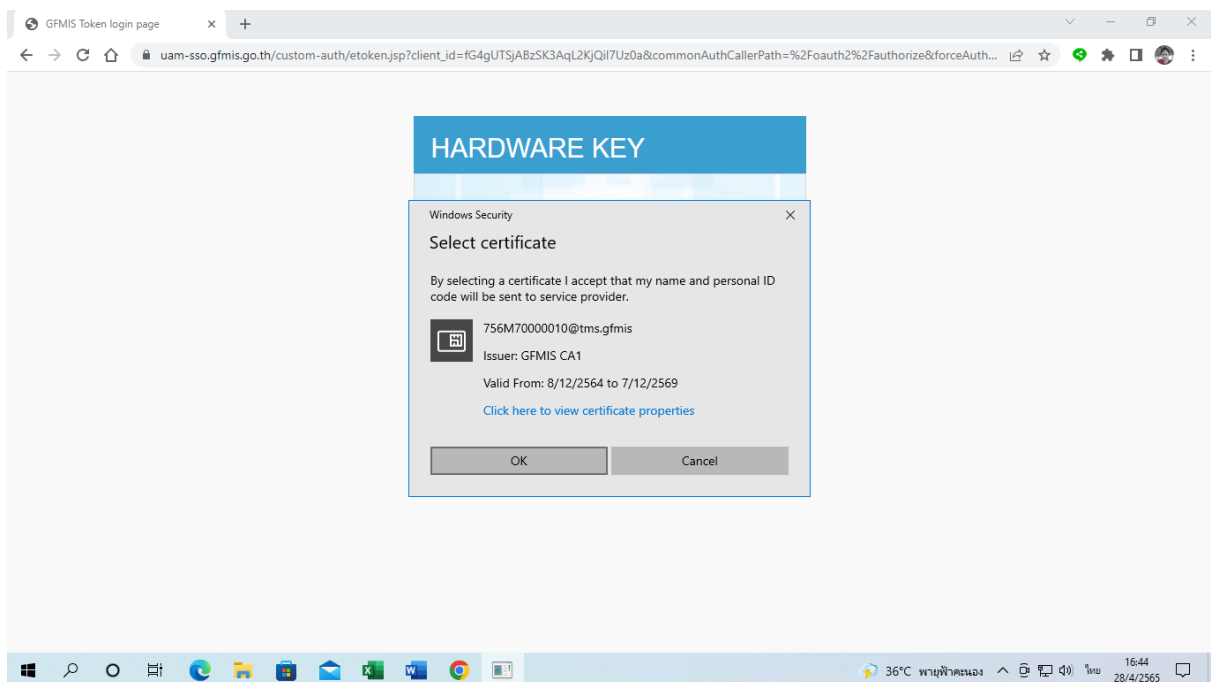 GFMIS Token login page
uam-sso.gfmis.go.th/custom-auth/etoken.jsp?client_id=fG4gUTSjABzSK3AqL2KjQiI7Uz0a&commonAuthCallerPath=%2Foauth2%2Fauthorize&forceAuth...
HARDWARE KEY
Windows Security
Select certificate
By selecting a certificate I accept that my name and personal ID
code will be sent to service provider.
756M70000010@tms.gfmis
Issuer: GFMIS CA1
Valid From: 8/12/2564 to 7/12/2569
Click here to view certificate properties
OK Cancel
36°C พายุฟ้าคะนอง ไทย 16:44
28/4/2565